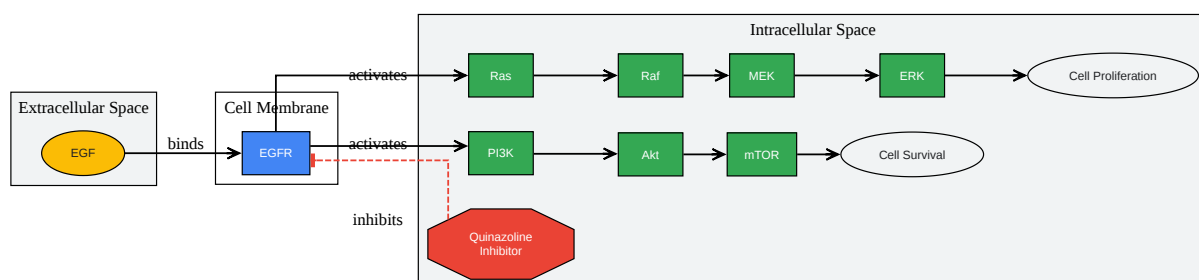 Intracellular Space
activates
Ras
Raf
MEK
ERK
Cell Proliferation
Extracellular Space
Cell Membrane
EGF
binds
EGFR
activates
PI3K
Akt
mTOR
Cell Survival
inhibits
Quinazoline
Inhibitor